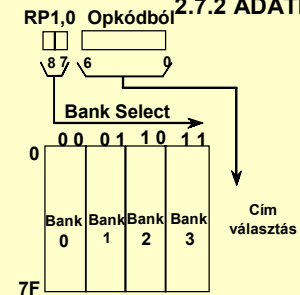 2.7.2 ADAT
RP1,0 Opkódból
8 7 6 0
Bank Select
0 0 0 1 1 0 1 1
0
Bank 0 Bank 1 Bank 2 Bank 3
Cím
választás
7F